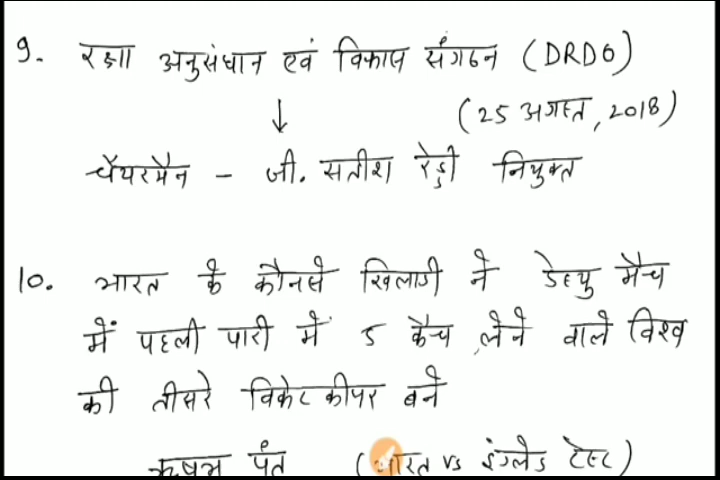 9. रक्षा अनुसंधान एवं विकास संगठन (DRDO)
↓ (25 अगस्त, 2018)
चैयरमैन - जी. सतीश रेड्डी नियुक्त
10. भारत के कौनसे खिलाडी ने डेब्यु मैच
में पहली पारी में 5 कैच लेने वाले विश्व
की तीसरे विकेटकीपर बने
ऋषभ पंत (भारत vs इंग्लेंड टेस्ट)